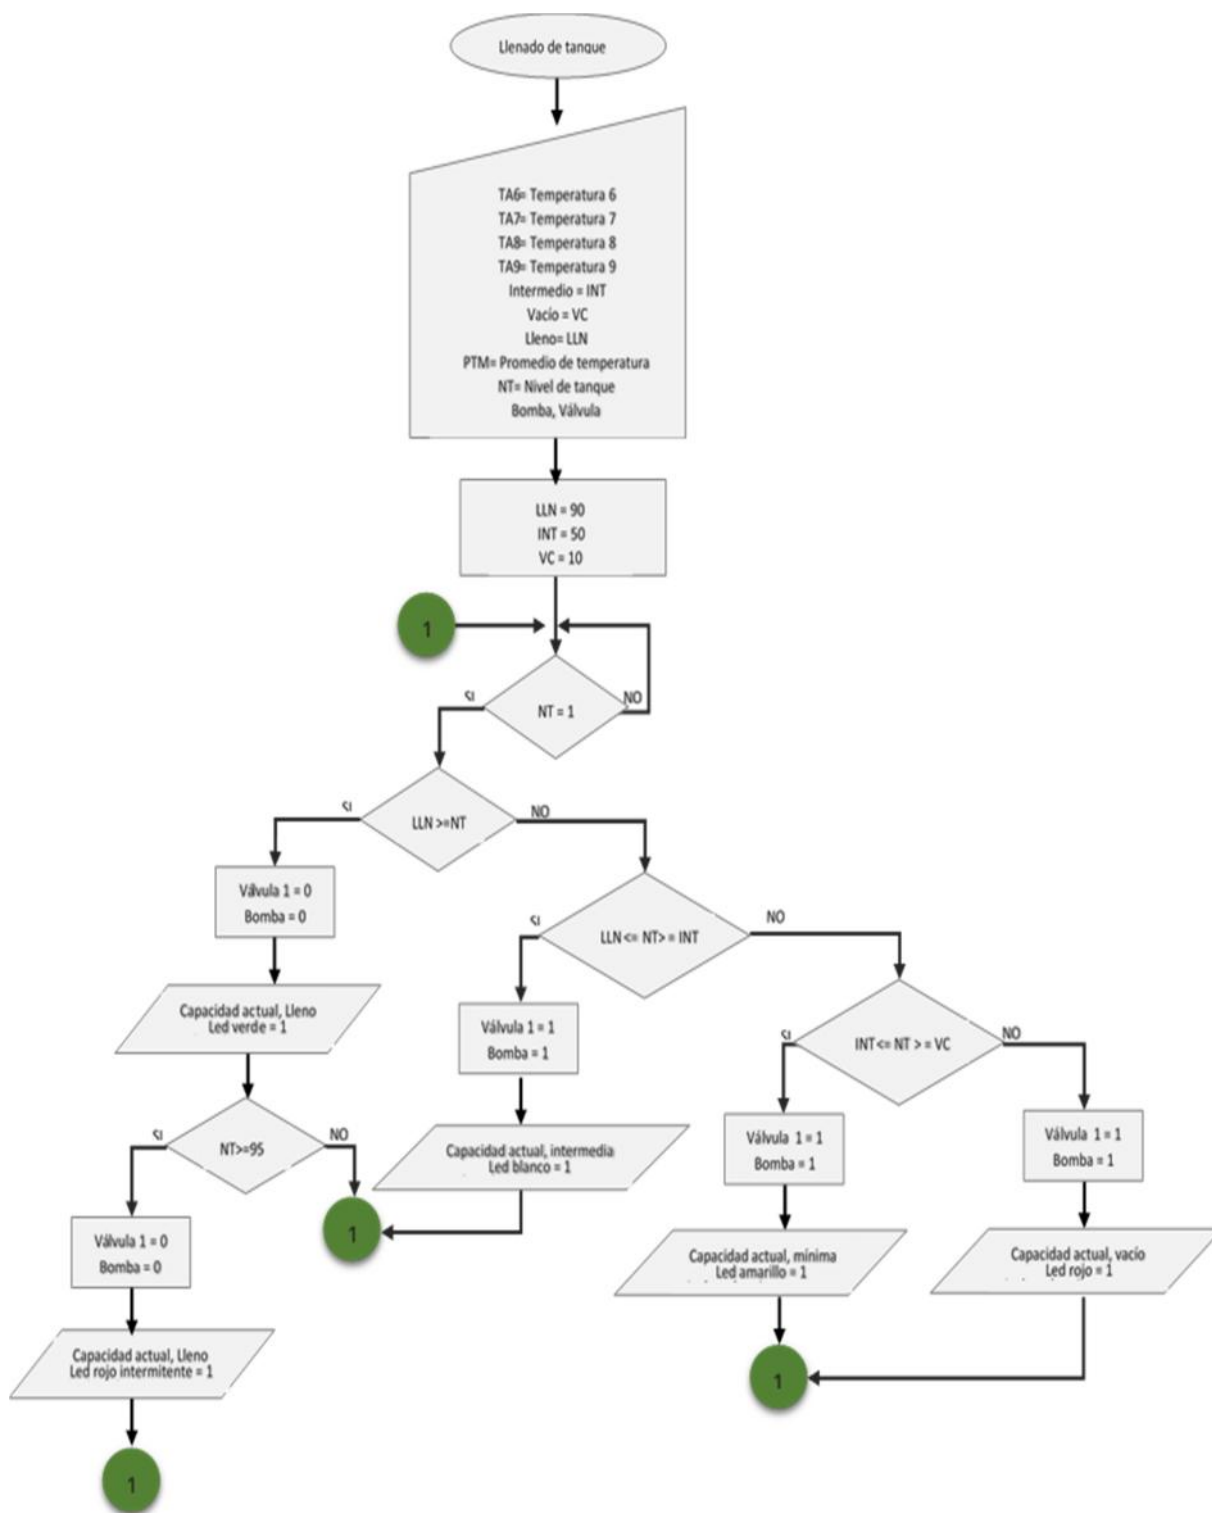 Llenado de tanque
TA6= Temperatura 6
TA7= Temperatura 7
TA8= Temperatura 8
TA9= Temperatura 9
Intermedio = INT
Vacío = VC
Lleno= LLN
PTM= Promedio de temperatura
NT= Nivel de tanque
Bomba, Válvula
LLN = 90
INT = 50
VC = 10
1
NT = 1
SI
NO
LLN >=NT
SI
NO
Válvula 1 = 0
Bomba = 0
LLN <= NT> = INT
SI
NO
Capacidad actual, Lleno
Led verde = 1
Válvula 1 = 1
Bomba = 1
INT <= NT > = VC
SI
NO
NT>=95
SI
NO
Capacidad actual, intermedia
Led blanco = 1
Válvula 1 = 1
Bomba = 1
Válvula 1 = 1
Bomba = 1
1
Válvula 1 = 0
Bomba = 0
Capacidad actual, mínima
Led amarillo = 1
Capacidad actual, vacío
Led rojo = 1
Capacidad actual, Lleno
Led rojo intermitente = 1
1
1